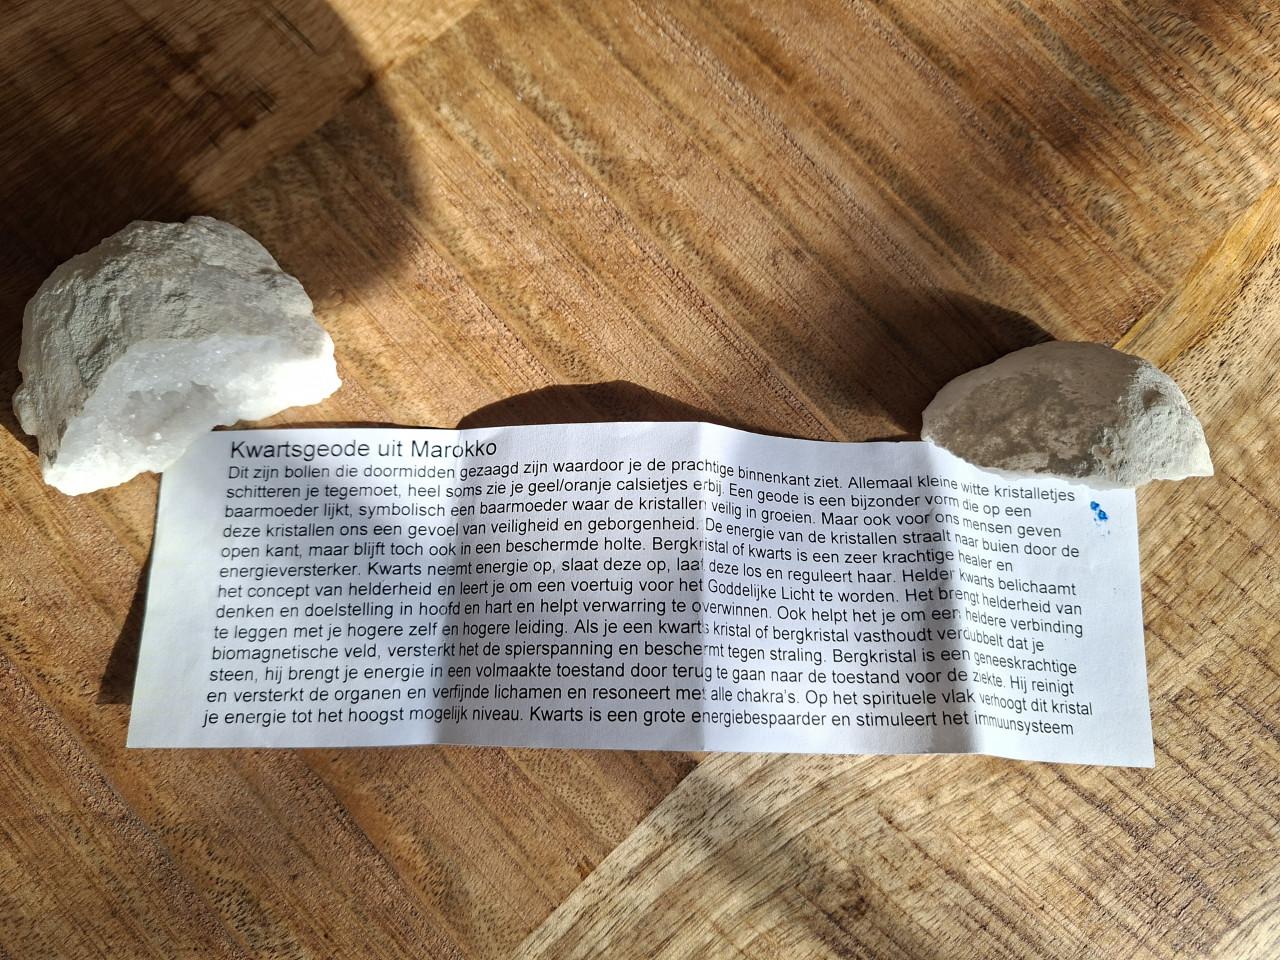 Kwartsgeode uit Marokko
Dit zijn bollen die doormidden gezaagd zijn waardoor je de prachtige binnenkant ziet. Allemaal kleine witte kristalletjes
schitteren je tegemoet, heel soms zie je geel/oranje calsietjes erbij. Een geode is een bijzonder vorm die op een
baarmoeder lijkt, symbolisch een baarmoeder waar de kristallen veilig in groeien. Maar ook voor ons mensen geven
deze kristallen ons een gevoel van veiligheid en geborgenheid. De energie van de kristallen straalt naar buien door de
open kant, maar blijft toch ook in een beschermde holte. Bergkristal of kwarts is een zeer krachtige healer en
energieversterker. Kwarts neemt energie op, slaat deze op, laat deze los en reguleert haar. Helder kwarts belichaamt
het concept van helderheid en leert je om een voertuig voor het Goddelijke Licht te worden. Het brengt helderheid van
denken en doelstelling in hoofd en hart en helpt verwarring te overwinnen. Ook helpt het je om een heldere verbinding
te leggen met je hogere zelf en hogere leiding. Als je een kwarts kristal of bergkristal vasthoudt verdubbelt dat je
biomagnetische veld, versterkt het de spierspanning en beschermt tegen straling. Bergkristal is een geneeskrachtige
steen, hij brengt je energie in een volmaakte toestand door terug te gaan naar de toestand voor de ziekte. Hij reinigt
en versterkt de organen en verfijnde lichamen en resoneert met alle chakra's. Op het spirituele vlak verhoogt dit kristal
je energie tot het hoogst mogelijk niveau. Kwarts is een grote energiebespaarder en stimuleert het immuunsysteem